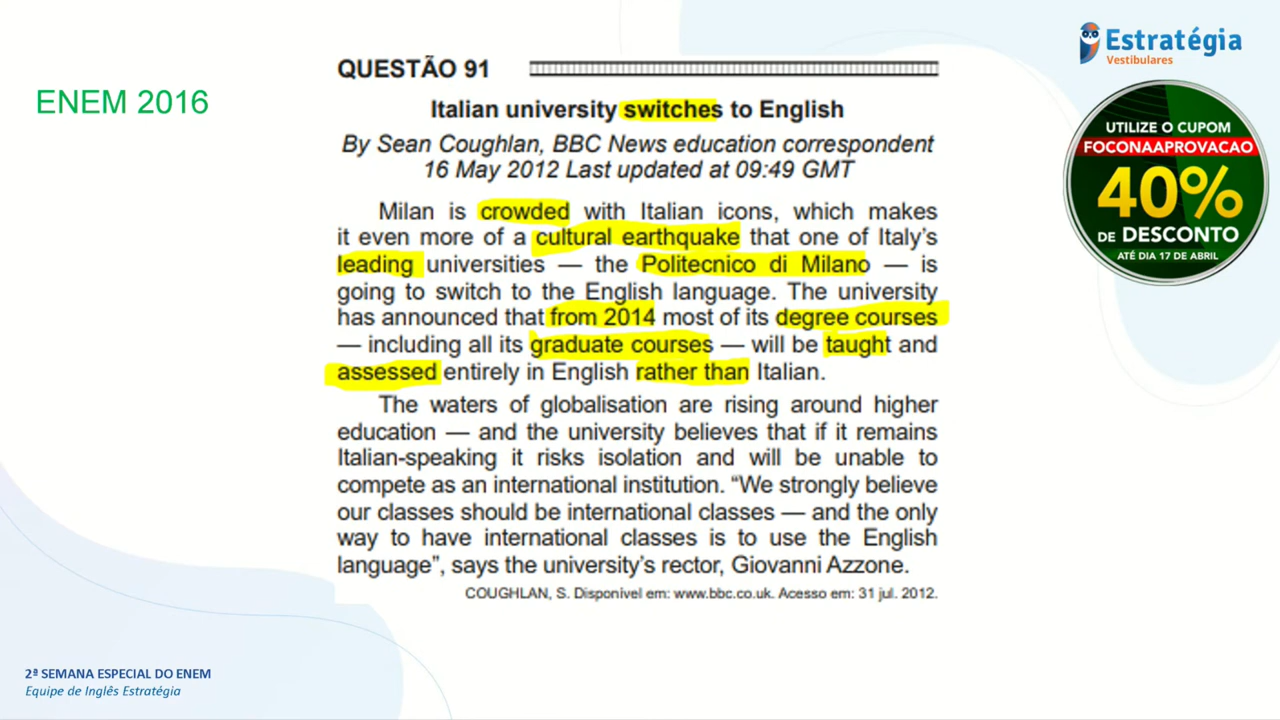 Estratégia
Vestibulares
ENEM 2016
QUESTÃO 91
Italian university switches to English
By Sean Coughlan, BBC News education correspondent
16 May 2012 Last updated at 09:49 GMT
Milan is crowded with Italian icons, which makes
it even more of a cultural earthquake that one of Italy's
leading universities — the Politecnico di Milano — is
going to switch to the English language. The university
has announced that from 2014 most of its degree courses
— including all its graduate courses — will be taught and
assessed entirely in English rather than Italian.
The waters of globalisation are rising around higher
education — and the university believes that if it remains
Italian-speaking it risks isolation and will be unable to
compete as an international institution. “We strongly believe
our classes should be international classes — and the only
way to have international classes is to use the English
language”, says the university's rector, Giovanni Azzone.
COUGHLAN, S. Disponível em: www.bbc.co.uk. Acesso em: 31 jul. 2012.
UTILIZE O CUPOM
FOCONAAPROVACAO
40%
DE DESCONTO
ATÉ DIA 17 DE ABRIL
2ª SEMANA ESPECIAL DO ENEM
Equipe de Inglês Estratégia